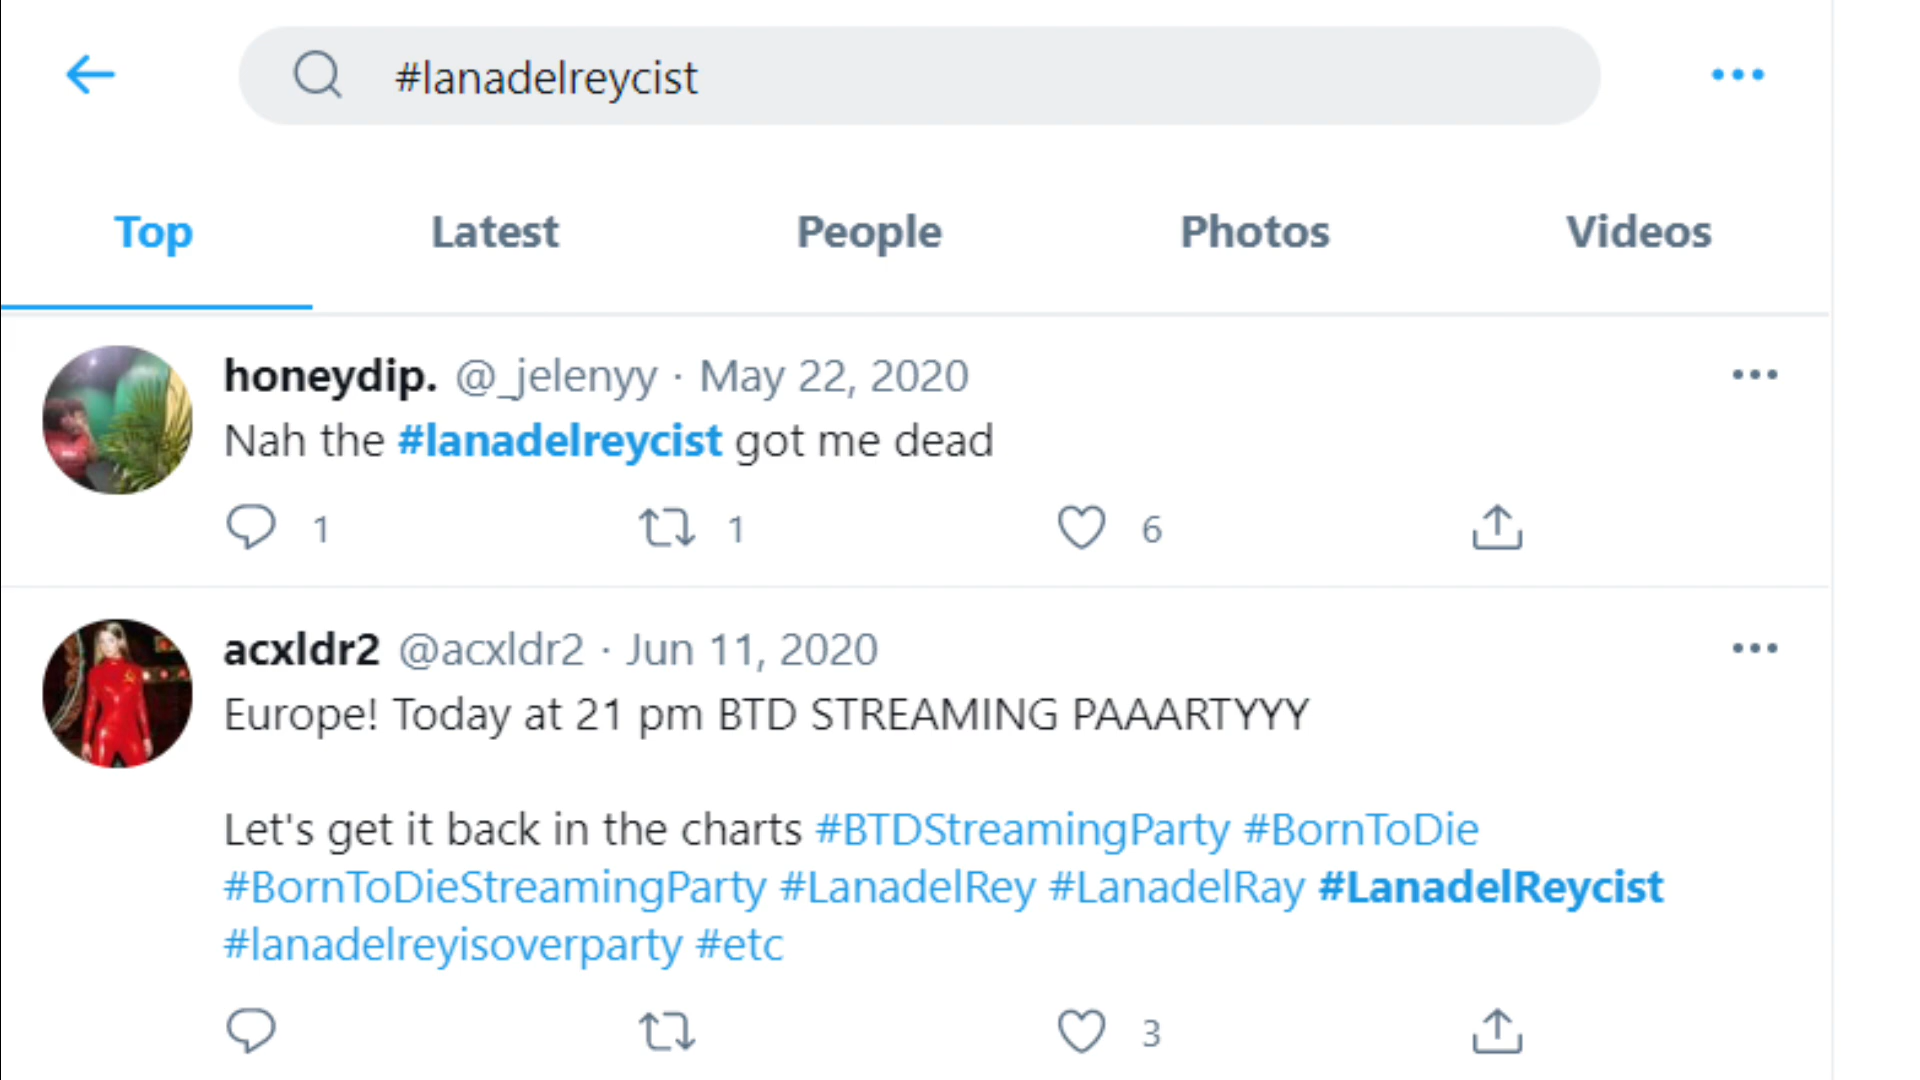 #lanadelreycist
Top Latest People Photos Videos
honeydip. @_jelenyy · May 22, 2020
Nah the #lanadelreycist got me dead
1 1 6
acxldr2 @acxldr2 · Jun 11, 2020
Europe! Today at 21 pm BTD STREAMING PAAARTYYY
Let's get it back in the charts #BTDStreamingParty #BornToDie
#BornToDieStreamingParty #LanadelRey #LanadelRay #LanadelReycist
#lanadelreyisoverparty #etc
3